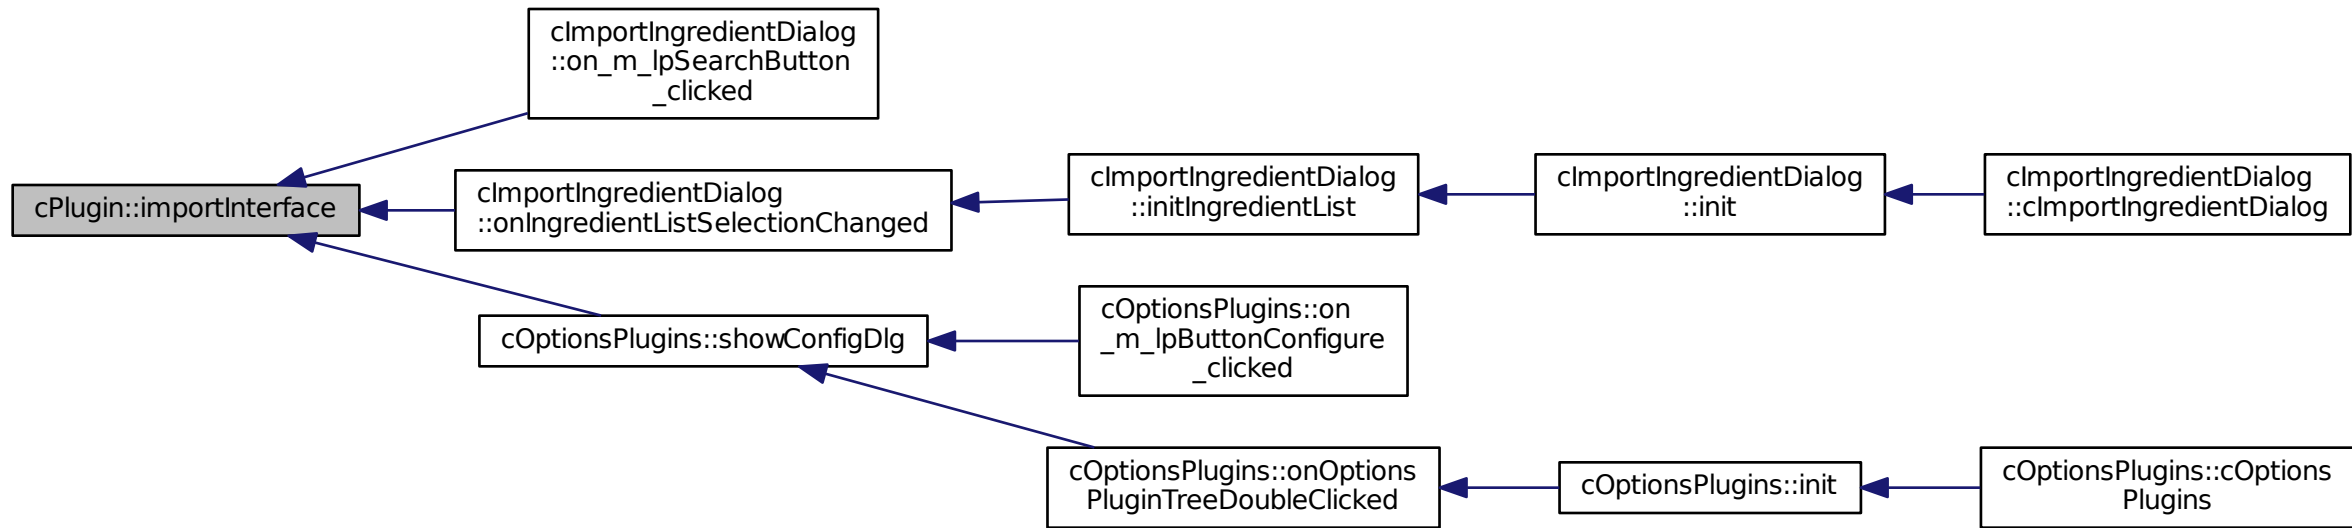 cImportIngredientDialog
::on_m_lpSearchButton
_clicked
cPlugin::importInterface
cImportIngredientDialog
::onIngredientListSelectionChanged
cImportIngredientDialog
::initIngredientList
cImportIngredientDialog
::init
cImportIngredientDialog
::cImportIngredientDialog
cOptionsPlugins::showConfigDlg
cOptionsPlugins::on
_m_lpButtonConfigure
_clicked
cOptionsPlugins::onOptions
PluginTreeDoubleClicked
cOptionsPlugins::init
cOptionsPlugins::cOptions
Plugins